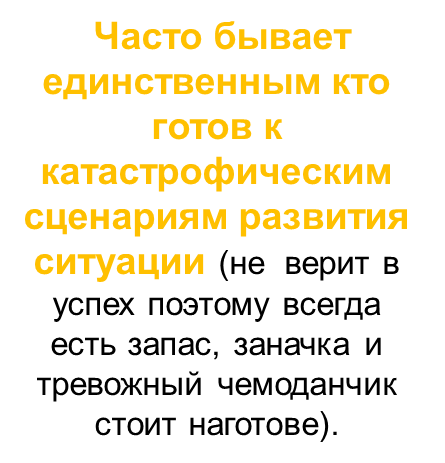 Часто бывает
единственным кто
готов к
катастрофическим
сценариям развития
ситуации (не верит в
успех поэтому всегда
есть запас, заначка и
тревожный чемоданчик
стоит наготове).